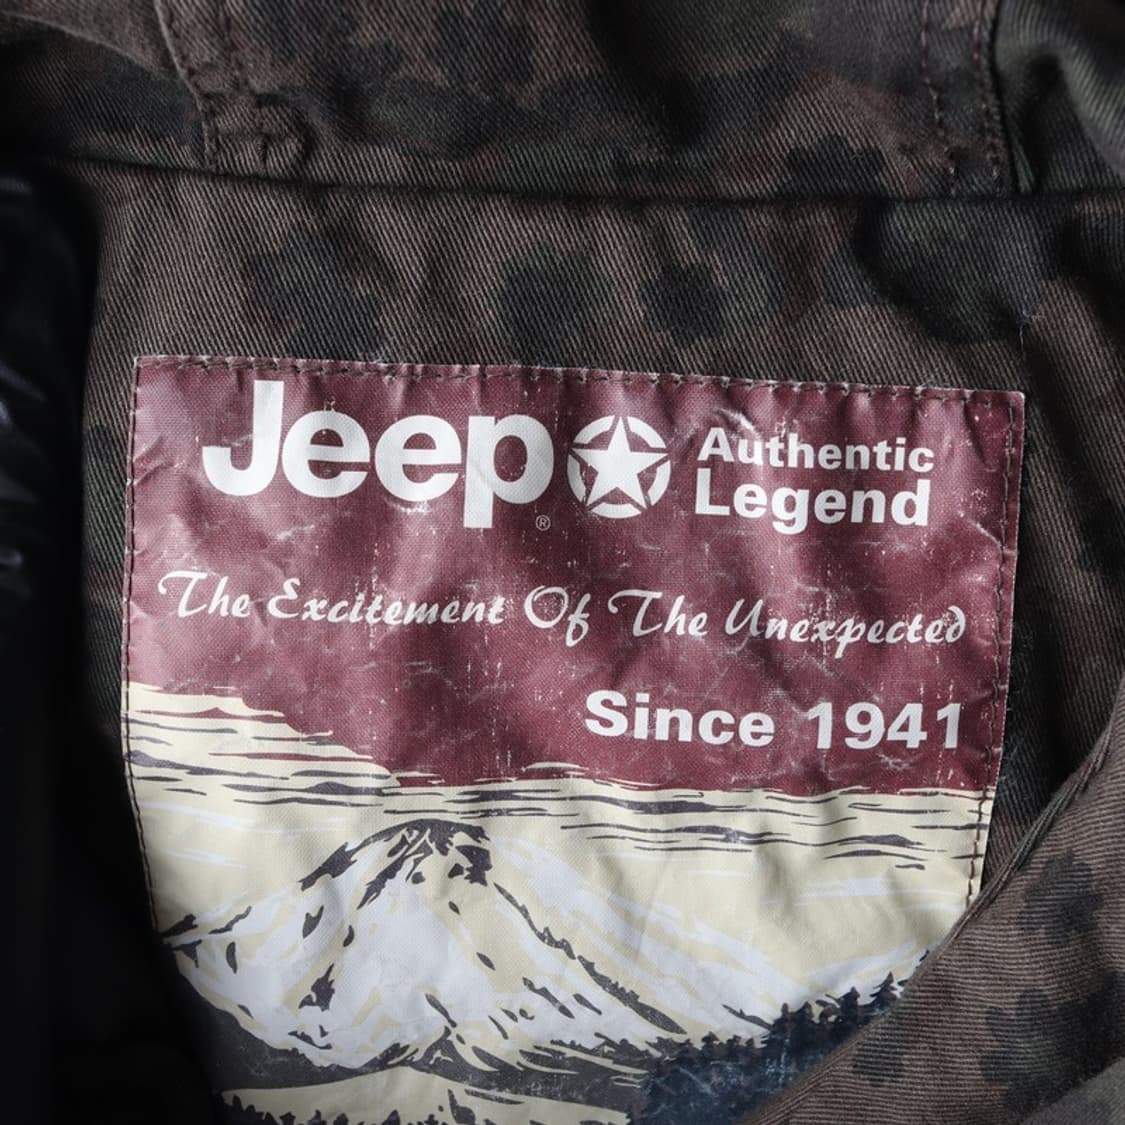 Jeep® Authentic
Legend
The Excitement Of The Unexpected
Since 1941